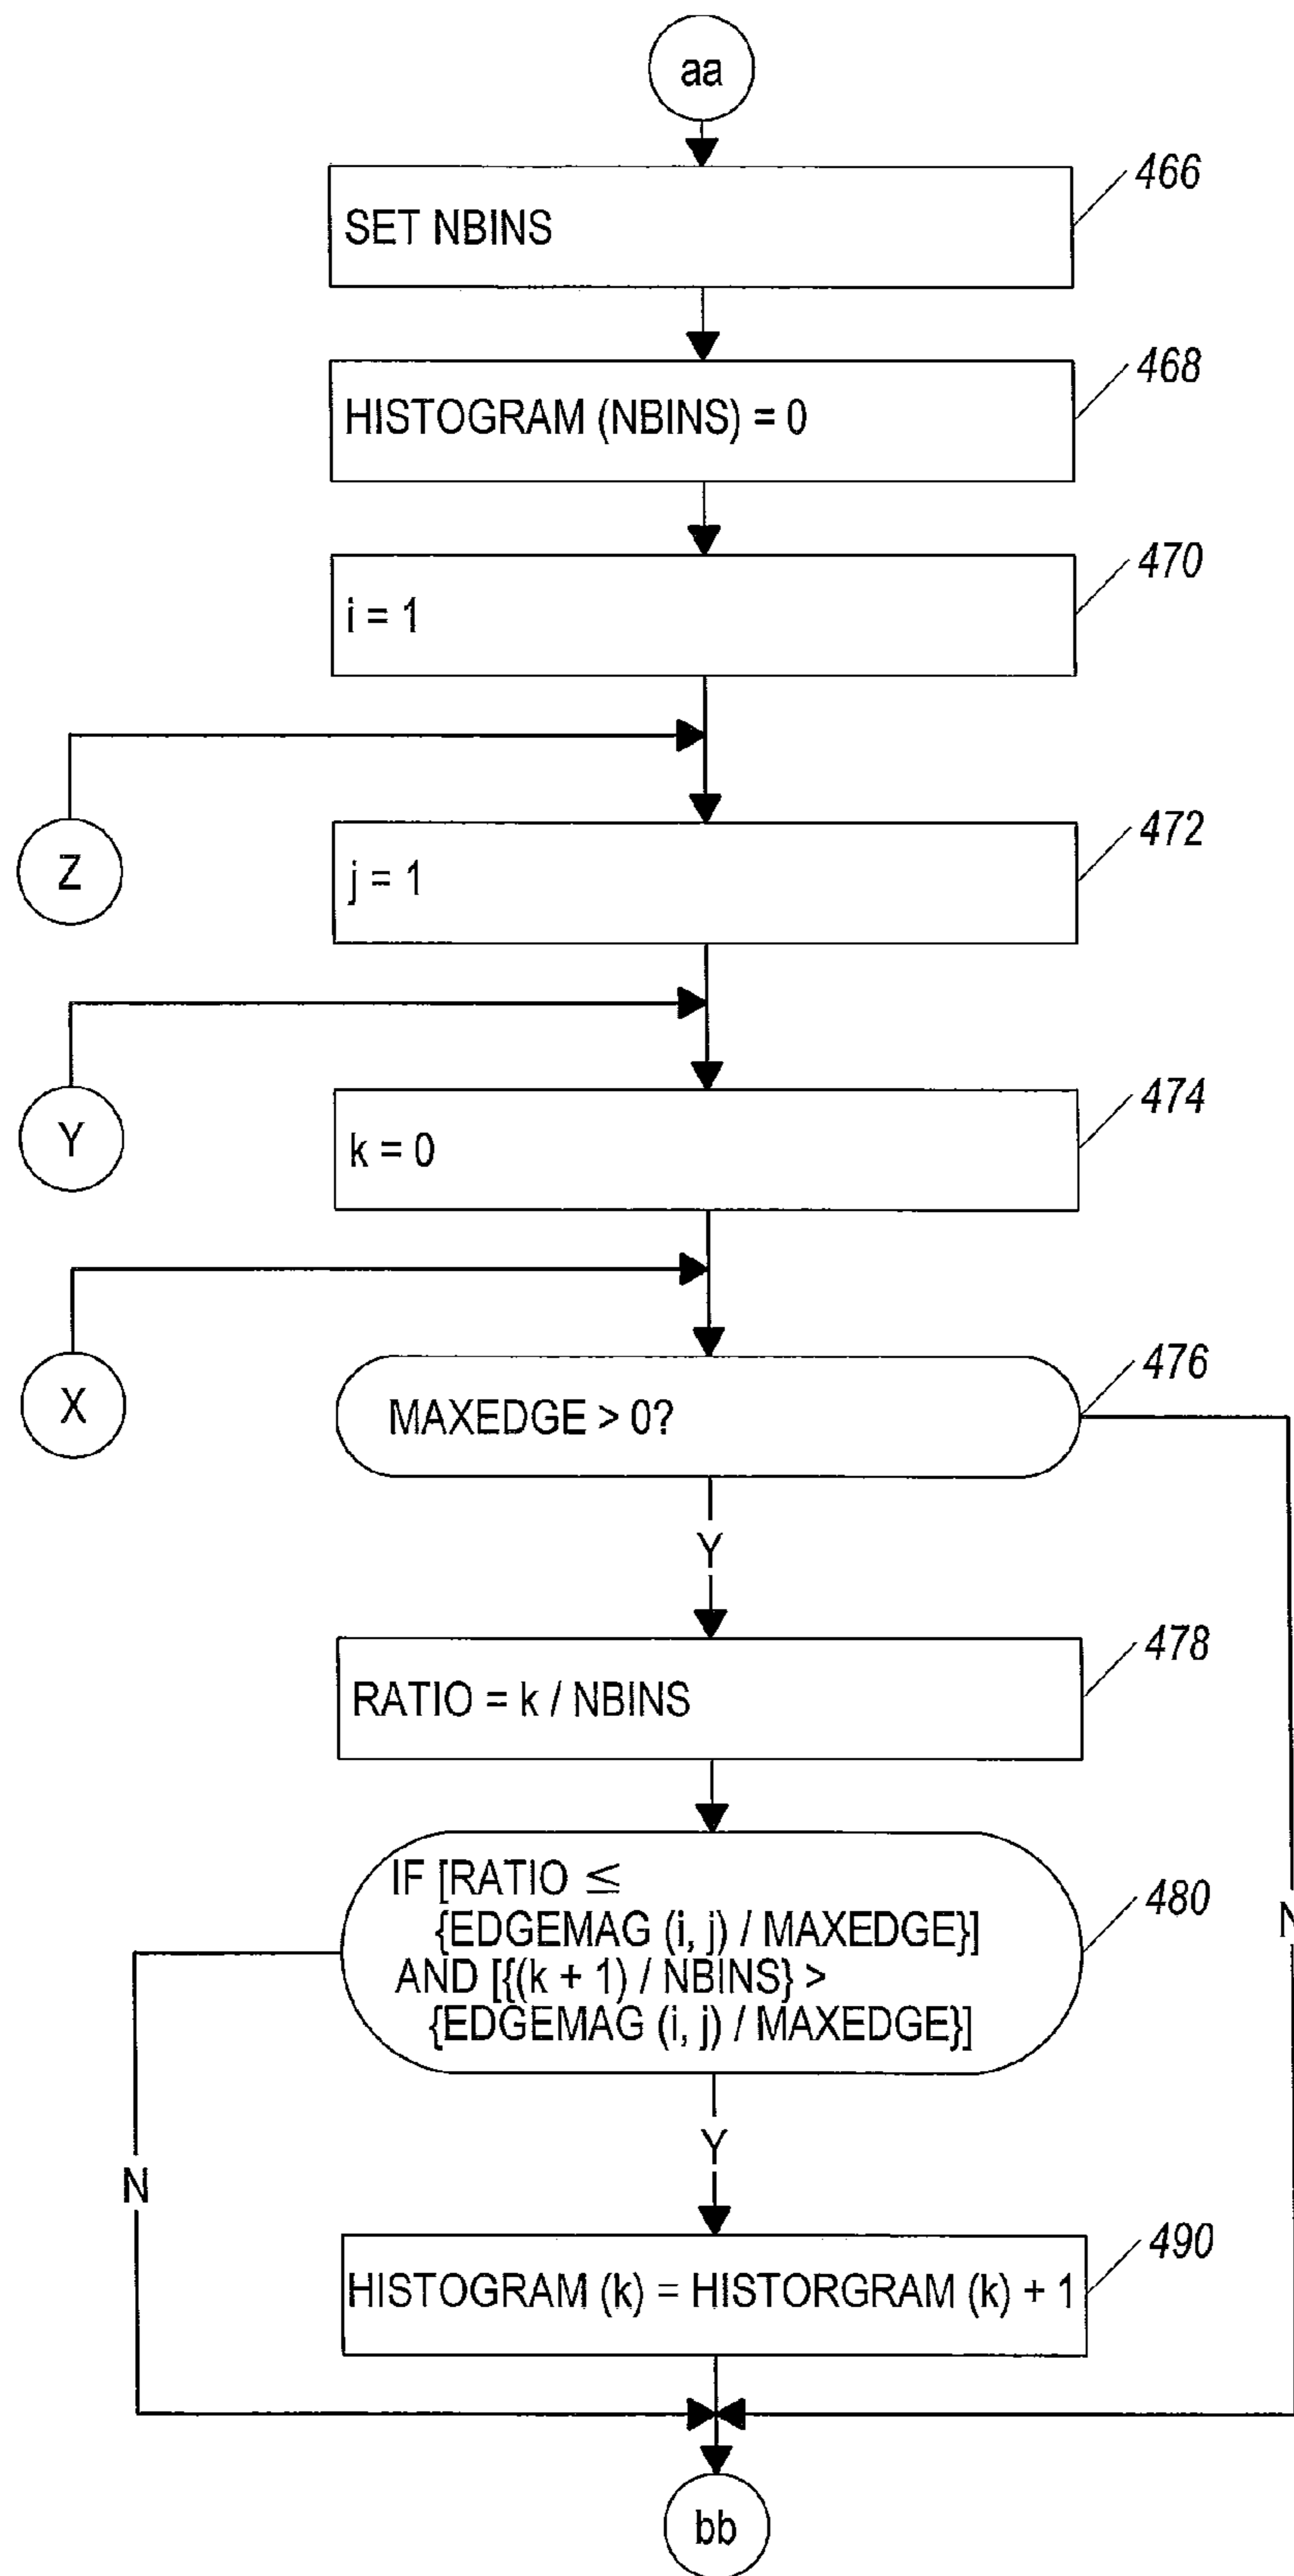 aa
466
SET NBINS
468
HISTOGRAM (NBINS) = 0
470
i = 1
Z
472
j = 1
Y
474
k = 0
X
476
MAXEDGE > 0?
Y
478
RATIO = k / NBINS
480
IF [RATIO ≤
{EDGEMAG (i, j) / MAXEDGE}]
AND [{(k + 1) / NBINS} >
{EDGEMAG (i, j) / MAXEDGE}]
N
Y
N
490
HISTOGRAM (k) = HISTORGRAM (k) + 1
bb